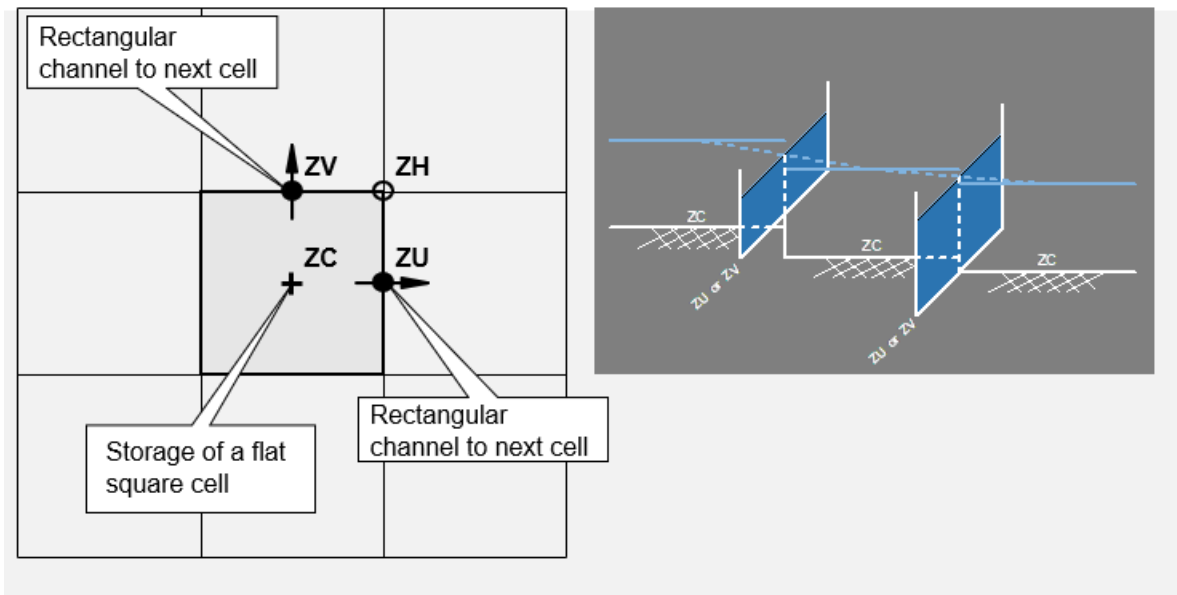 Rectangular
channel to next cell
ZV
ZH
ZC
ZU
Rectangular
channel to next cell
Storage of a flat
square cell
ZC
ZC
ZC
ZU or ZV
ZU or ZV